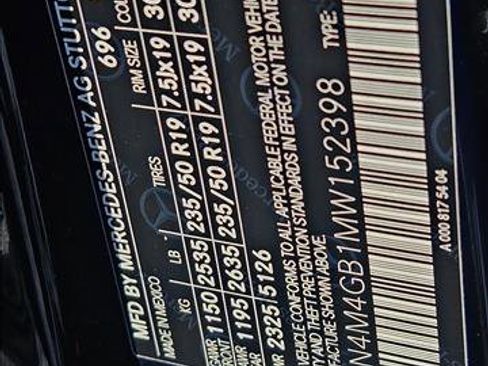 MFD BY MERCEDES-BENZ AG STUTT
MADE IN MEXICO 696
KG LB - TIRES RIM SIZE COL
GAWR FRONT 1150 2535 235/50 R19 7.5Jx19 30
1195 2635 235/50 R19 7.5Jx19 30
2325 5126
VEHICLE CONFORMS TO ALL APPLICABLE FEDERAL MOTOR VEHI
AND THEFT PREVENTION STANDARDS IN EFFECT ON THE DATE
FACTURE SHOWN ABOVE
N4M4GB1MW152398 TYPE:
A 000 817 54 04